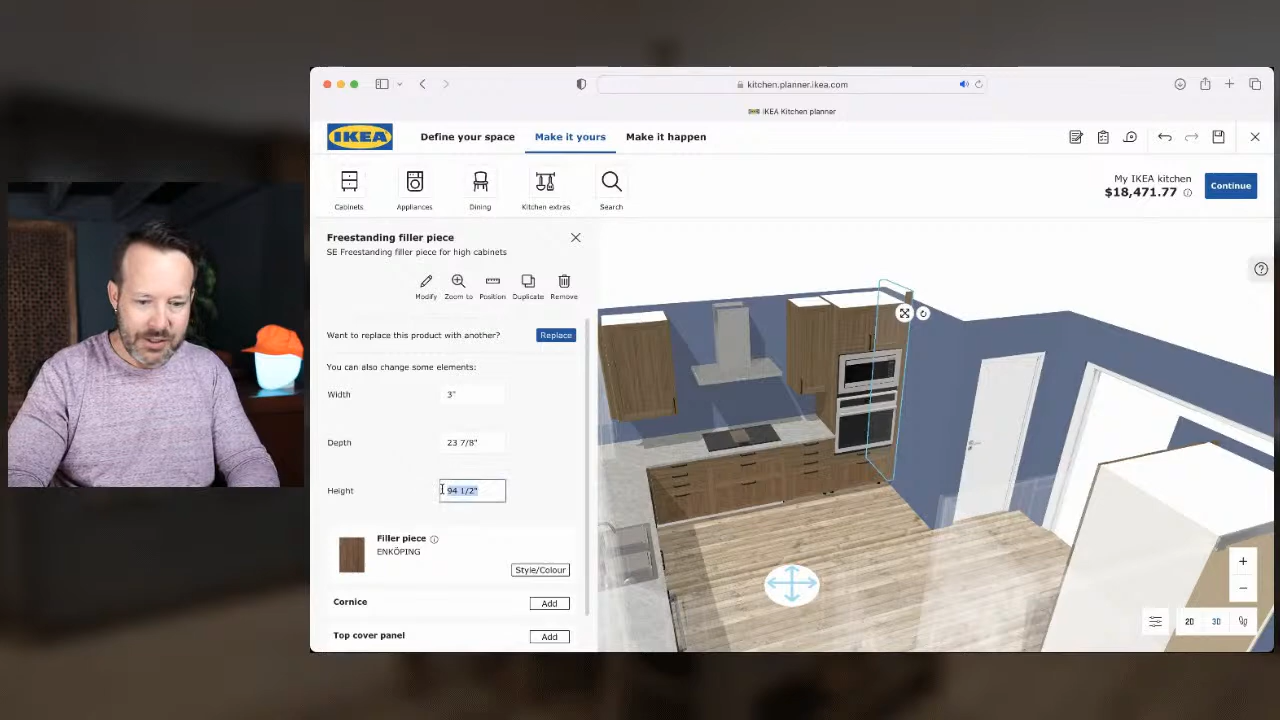 kitchen.planner.ikea.com
IKEA IKEA Kitchen planner
IKEA
Define your space
Make it yours
Make it happen
Cabinets
Appliances
Dining
Kitchen extras
Search
My IKEA kitchen
$18,471.77
Continue
Freestanding filler piece
SE Freestanding filler piece for high cabinets
Modify
Zoom to
Position
Duplicate
Remove
Want to replace this product with another?
Replace
You can also change some elements:
Width
3"
Depth
23 7/8"
Height
94 1/2"
Filler piece
ENKÖPING
Style/Colour
Cornice
Add
Top cover panel
Add
+
−
2D
3D